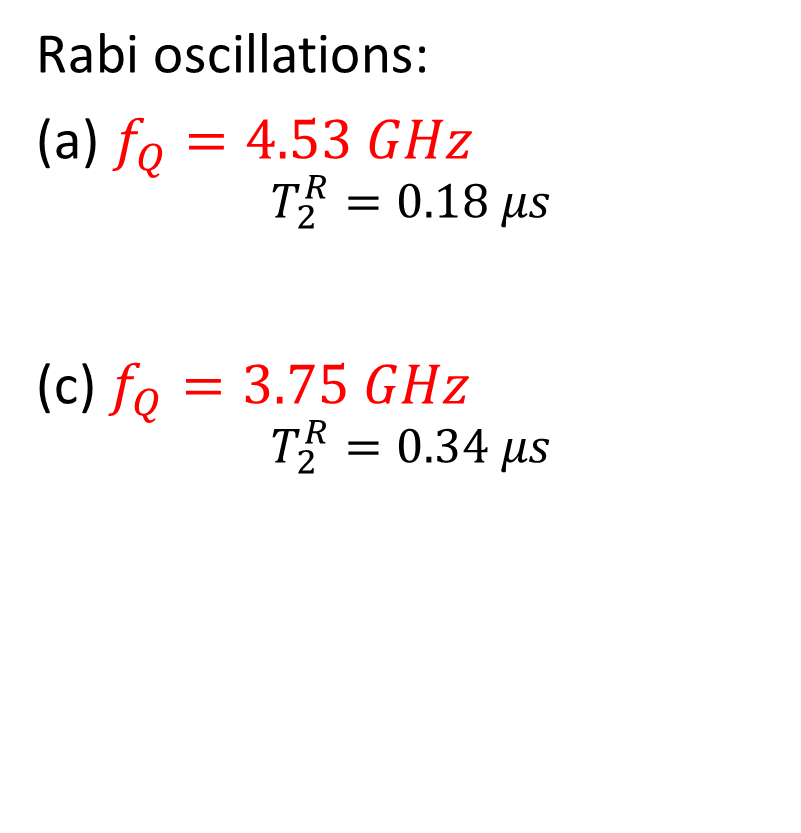 Rabi oscillations:
(a) f_Q = 4.53 GHz
T_2^R = 0.18 μs
(c) f_Q = 3.75 GHz
T_2^R = 0.34 μs